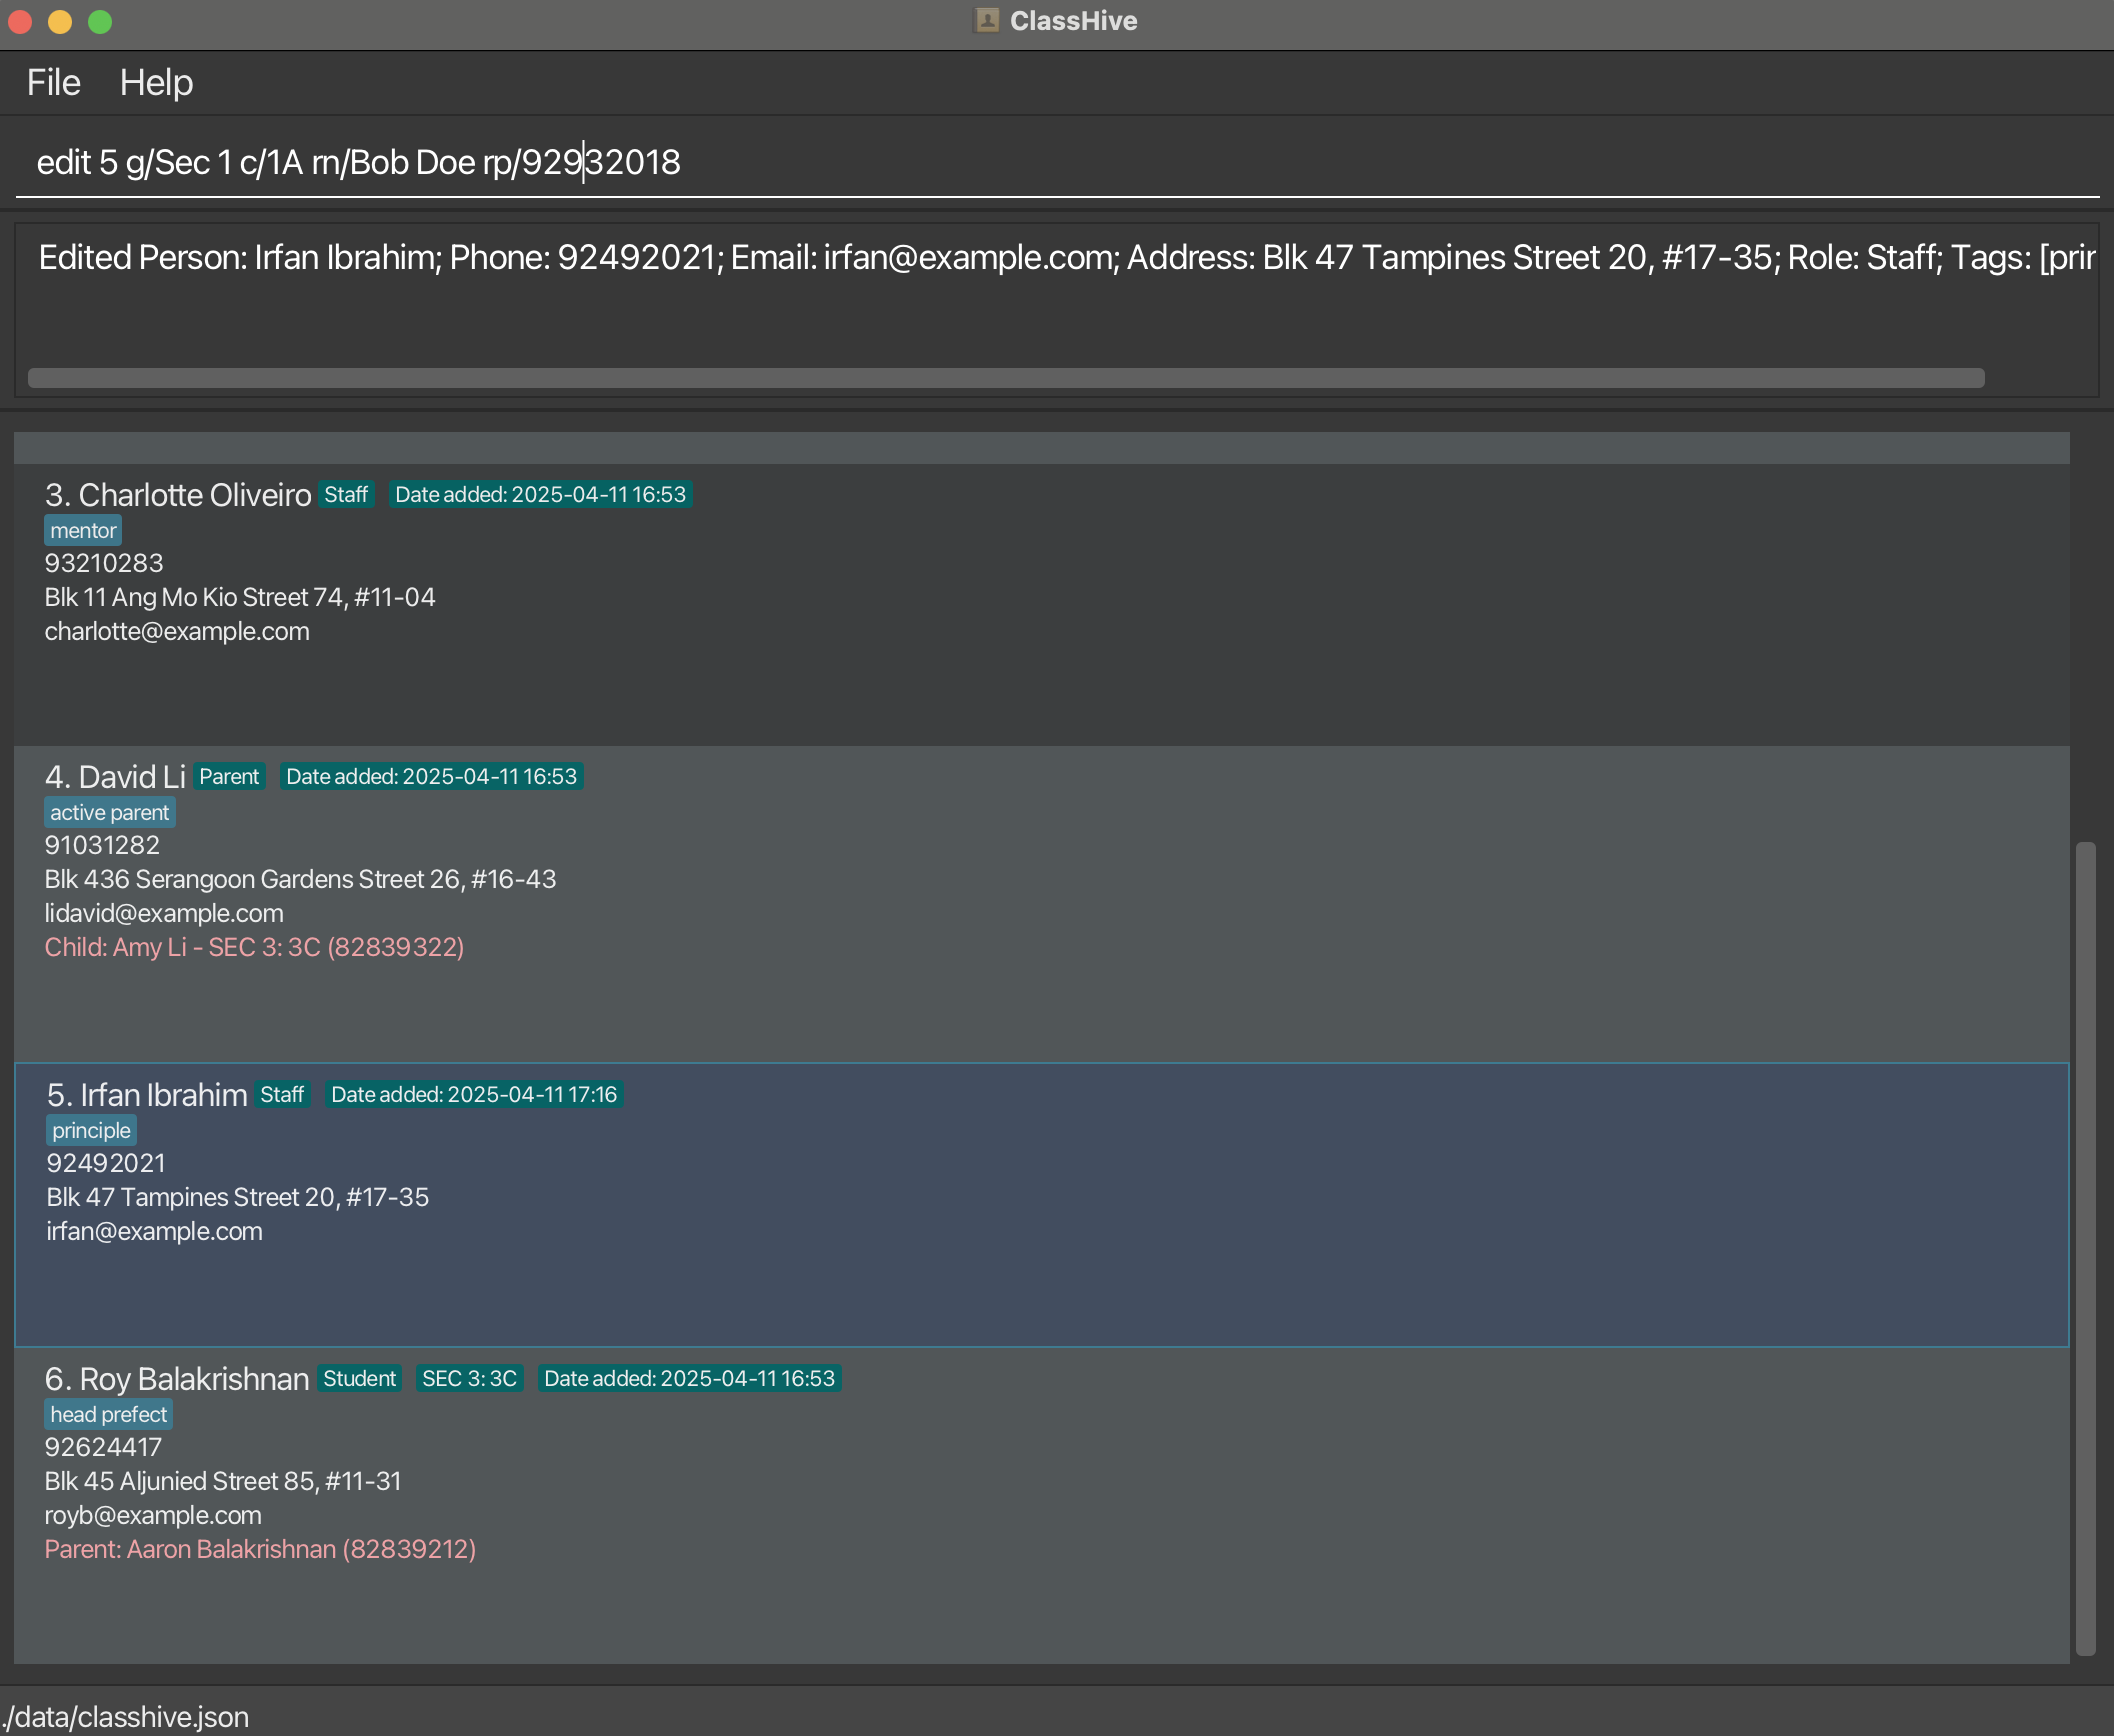 ClassHive
File Help
edit 5 g/Sec 1 c/1A rn/Bob Doe rp/92932018
Edited Person: Irfan Ibrahim; Phone: 92492021; Email: irfan@example.com; Address: Blk 47 Tampines Street 20, #17-35; Role: Staff; Tags: [prin
3. Charlotte Oliveiro Staff Date added: 2025-04-11 16:53
mentor
93210283
Blk 11 Ang Mo Kio Street 74, #11-04
charlotte@example.com
4. David Li Parent Date added: 2025-04-11 16:53
active parent
91031282
Blk 436 Serangoon Gardens Street 26, #16-43
lidavid@example.com
Child: Amy Li - SEC 3: 3C (82839322)
5. Irfan Ibrahim Staff Date added: 2025-04-11 17:16
principle
92492021
Blk 47 Tampines Street 20, #17-35
irfan@example.com
6. Roy Balakrishnan Student SEC 3: 3C Date added: 2025-04-11 16:53
head prefect
92624417
Blk 45 Aljunied Street 85, #11-31
royb@example.com
Parent: Aaron Balakrishnan (82839212)
./data/classhive.json